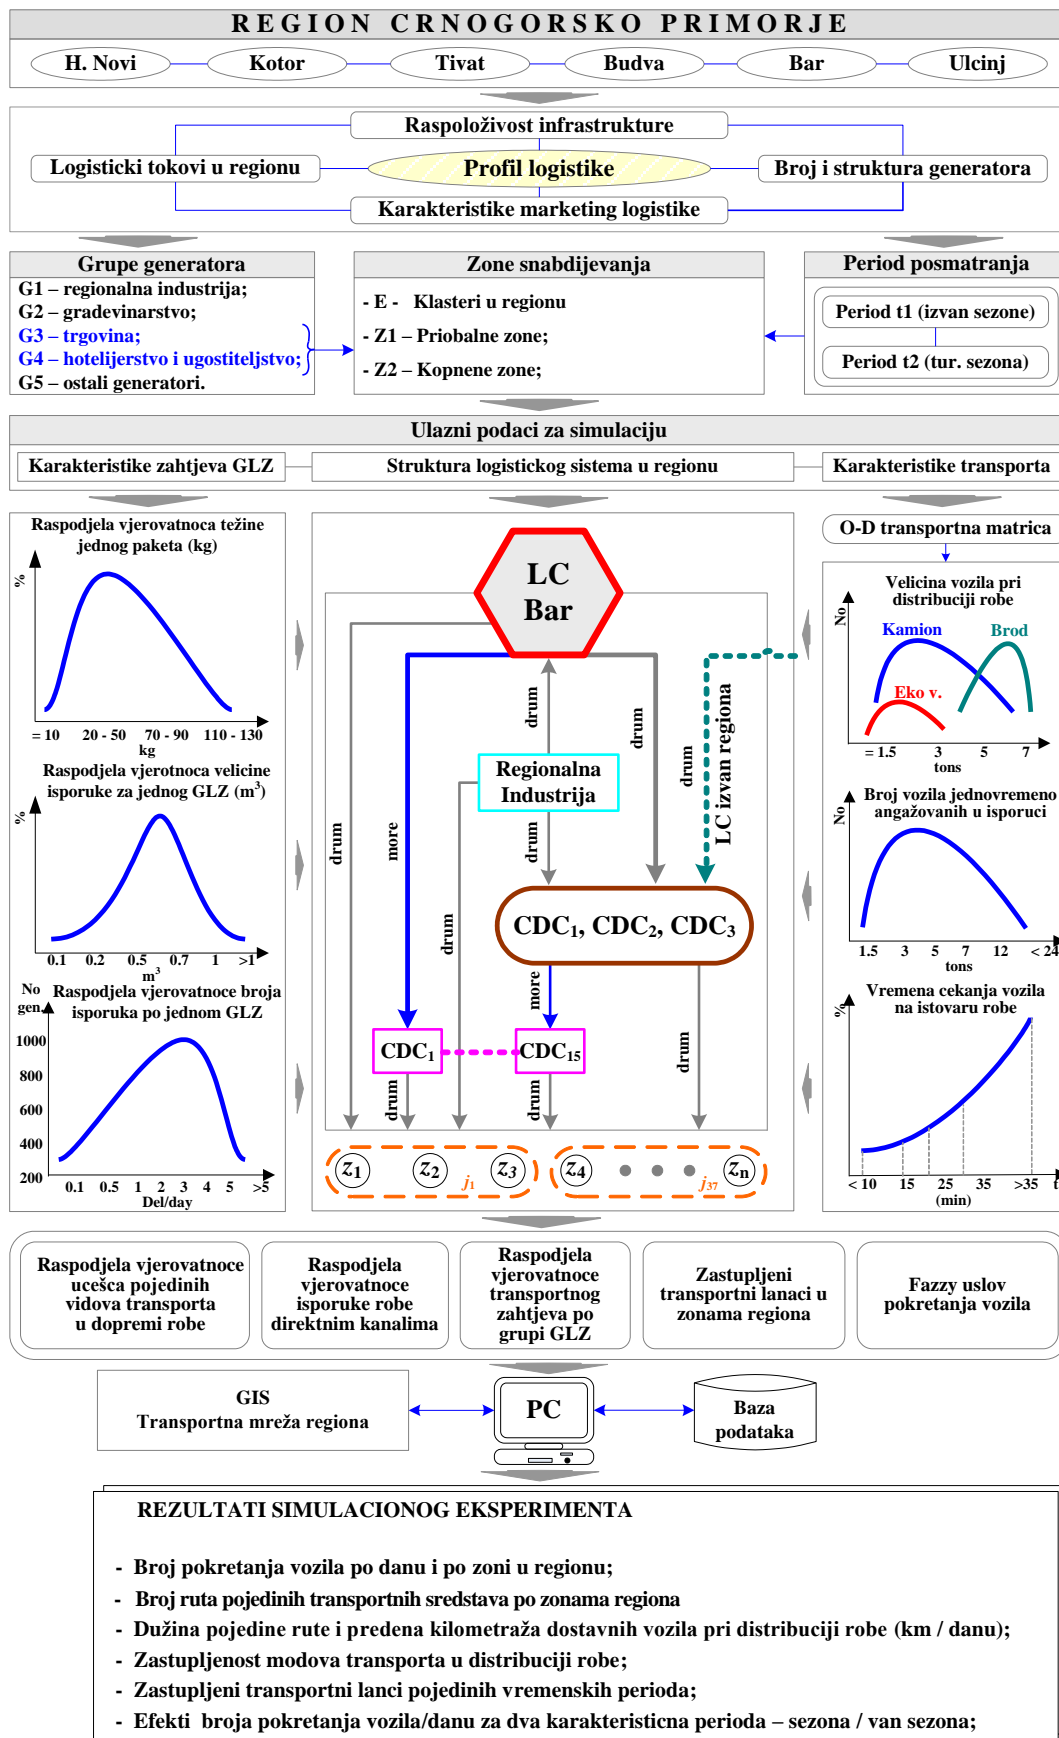 REGION CRNOGORSKO PRIMORJE
H. Novi
Kotor
Tivat
Budva
Bar
Ulcinj
Raspoloživost infrastrukture
Logisticki tokovi u regionu
Profil logistike
Broj i struktura generatora
Karakteristike marketing logistike
Grupe generatora
G1 – regionalna industrija;
G2 – gradevinarstvo;
G3 – trgovina;
G4 – hotelijerstvo i ugostiteljstvo;
G5 – ostali generatori.
Zone snabdijevanja
- E - Klasteri u regionu
- Z1 – Priobalne zone;
- Z2 – Kopnene zone;
Period posmatranja
Period t1 (izvan sezone)
Period t2 (tur. sezona)
Ulazni podaci za simulaciju
Karakteristike zahtjeva GLZ
Struktura logistickog sistema u regionu
Karakteristike transporta
Raspodjela vjerovatnoca težine
jednog paketa (kg)
%
= 10 20 - 50 70 - 90 110 - 130
kg
Raspodjela vjerotnoca velicine
isporuke za jednog GLZ (m³)
%
0.1 0.2 0.5 0.7 1 >1
m³
No
gen.
Raspodjela vjerovatnoce broja
isporuka po jednom GLZ
1000
800
600
400
200
0.1 0.5 1 2 3 4 5 >5
Del/day
LC
Bar
drum
more
drum
drum
drum
LC izvan regiona
drum
Regionalna
Industrija
drum
drum
CDC₁, CDC₂, CDC₃
more
drum
CDC₁
CDC₁₅
drum
drum
z₁
z₂
z₃
j₁
z₄
j₃₇
zₙ
O-D transportna matrica
Velicina vozila pri
distribuciji robe
No
Kamion
Brod
Eko v.
= 1.5 3 5 7
tons
Broj vozila jednovremeno
angažovanih u isporuci
No
1.5 3 5 7 12 < 24
tons
Vremena cekanja vozila
na istovaru robe
%
< 10 15 25 35 >35 t
(min)
Raspodjela vjerovatnoce
ucešca pojedinih
vidova transporta
u dopremi robe
Raspodjela
vjerovatnoce
isporuke robe
direktnim kanalima
Raspodjela
vjerovatnoce
transportnog
zahtjeva po
grupi GLZ
Zastupljeni
transportni lanaci u
zonama regiona
Fazzy uslov
pokretanja vozila
GIS
Transportna mreža regiona
PC
Baza
podataka
REZULTATI SIMULACIONOG EKSPERIMENTA
- Broj pokretanja vozila po danu i po zoni u regionu;
- Broj ruta pojedinih transportnih sredstava po zonama regiona
- Dužina pojedine rute i predena kilometraža dostavnih vozila pri distribuciji robe (km / danu);
- Zastupljenost modova transporta u distribuciji robe;
- Zastupljeni transportni lanci pojedinih vremenskih perioda;
- Efekti broja pokretanja vozila/danu za dva karakteristicna perioda – sezona / van sezona;